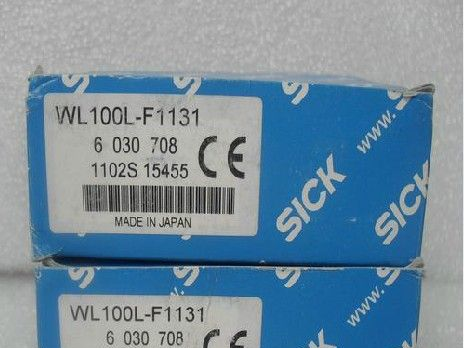 WL100L-F1131
6 030 708
1102S 15455
CE
MADE IN JAPAN
SICK
SICK
WL100L-F1131
6 030 708
CE
SICK
www.